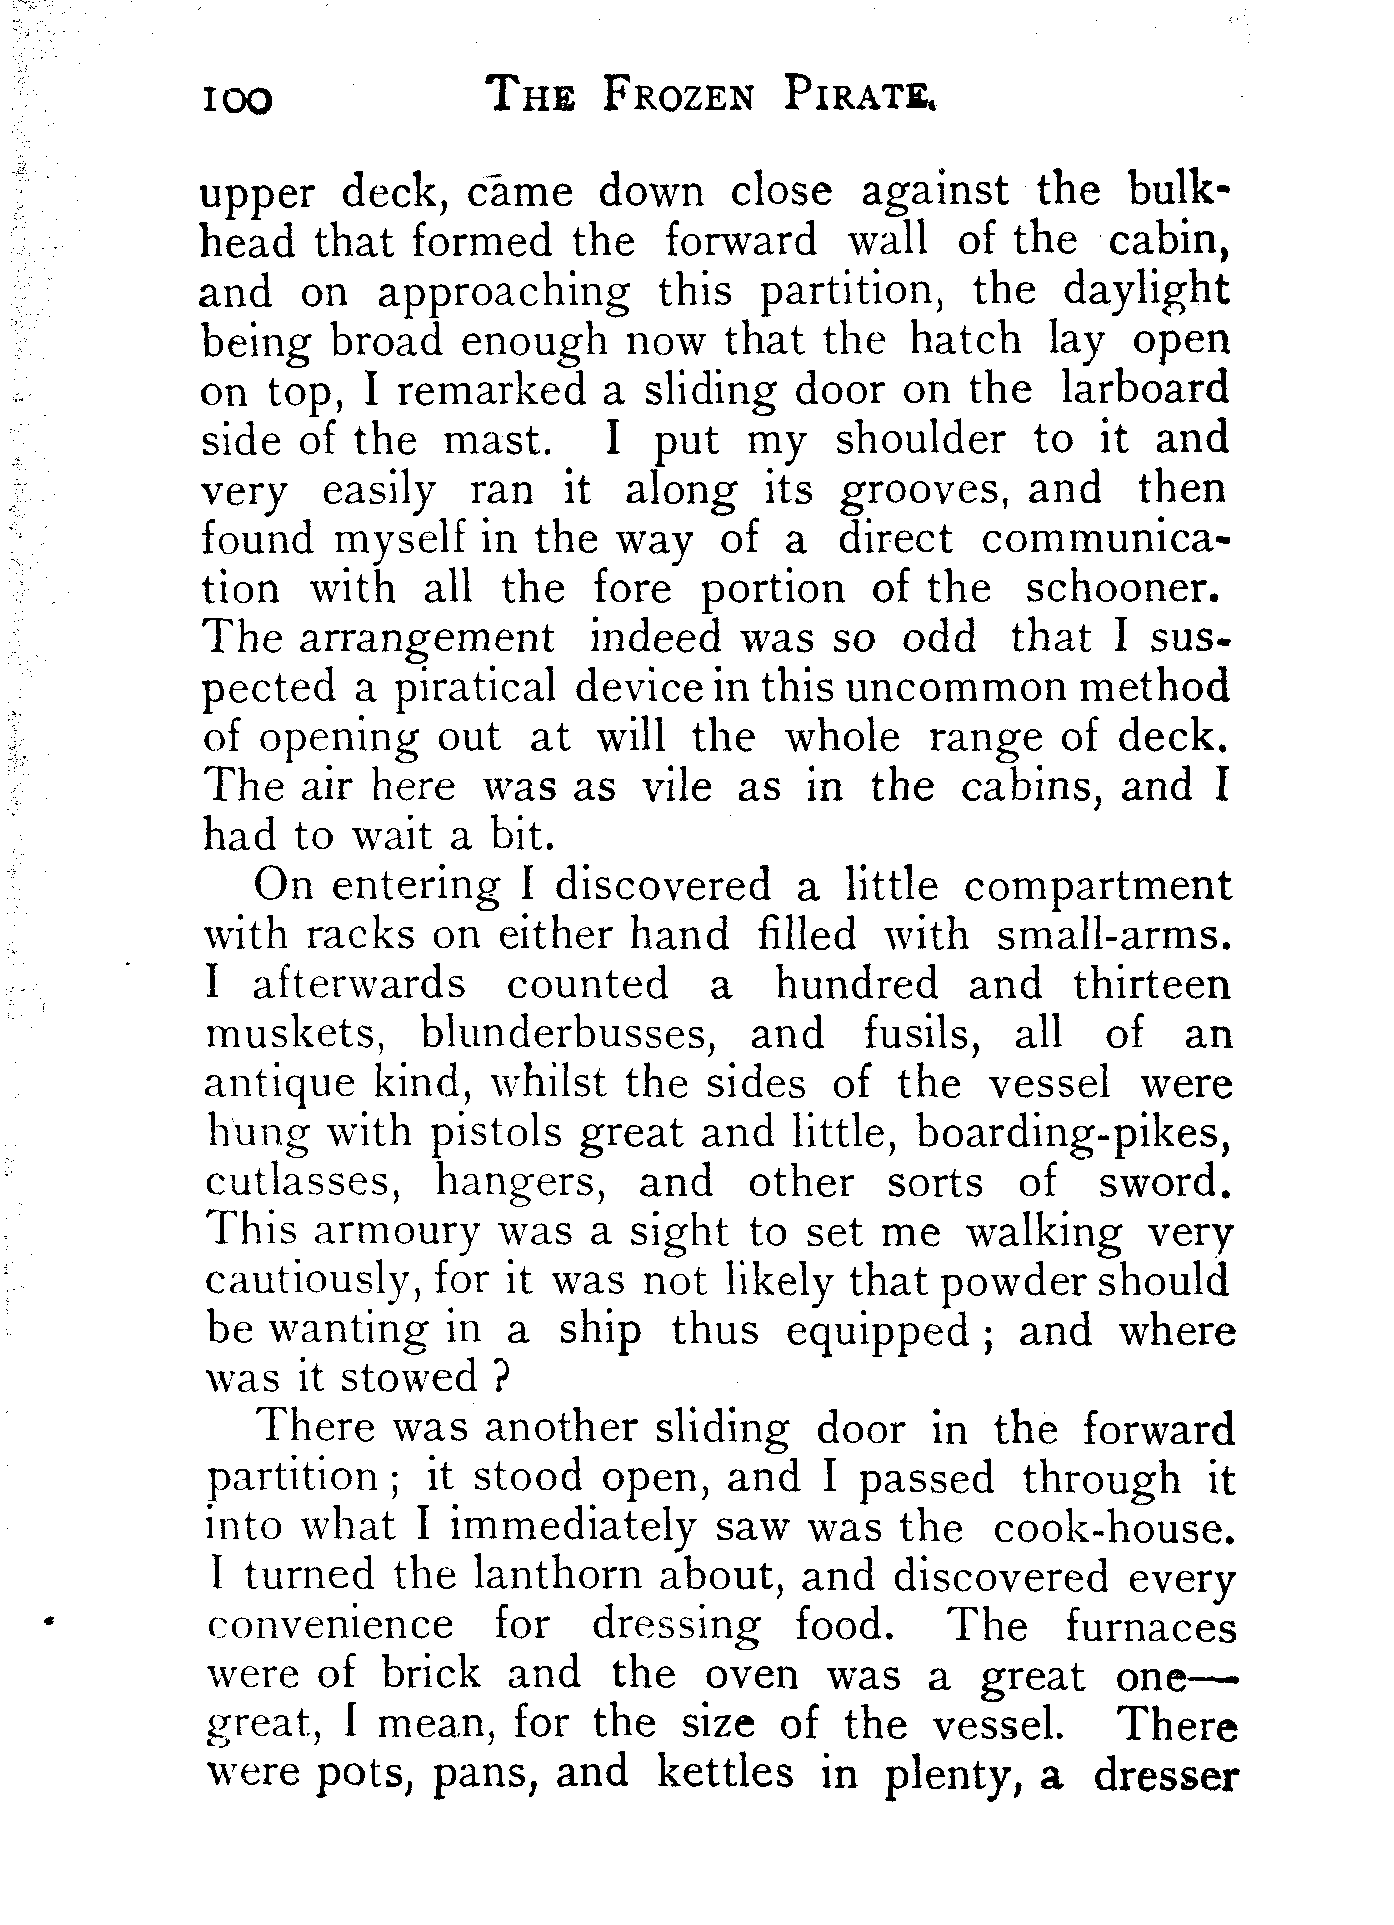 100 THE FROZEN PIRATE.
upper deck, came down close against the bulk-
head that formed the forward wall of the cabin,
and on approaching this partition, the daylight
being broad enough now that the hatch lay open
on top, I remarked a sliding door on the larboard
side of the mast. I put my shoulder to it and
very easily ran it along its grooves, and then
found myself in the way of a direct communica-
tion with all the fore portion of the schooner.
The arrangement indeed was so odd that I sus-
pected a piratical device in this uncommon method
of opening out at will the whole range of deck.
The air here was as vile as in the cabins, and I
had to wait a bit.
On entering I discovered a little compartment
with racks on either hand filled with small-arms.
I afterwards counted a hundred and thirteen
muskets, blunderbusses, and fusils, all of an
antique kind, whilst the sides of the vessel were
hung with pistols great and little, boarding-pikes,
cutlasses, hangers, and other sorts of sword.
This armoury was a sight to set me walking very
cautiously, for it was not likely that powder should
be wanting in a ship thus equipped ; and where
was it stowed ?
There was another sliding door in the forward
partition ; it stood open, and I passed through it
into what I immediately saw was the cook-house.
I turned the lanthorn about, and discovered every
convenience for dressing food. The furnaces
were of brick and the oven was a great one—
great, I mean, for the size of the vessel. There
were pots, pans, and kettles in plenty, a dresser